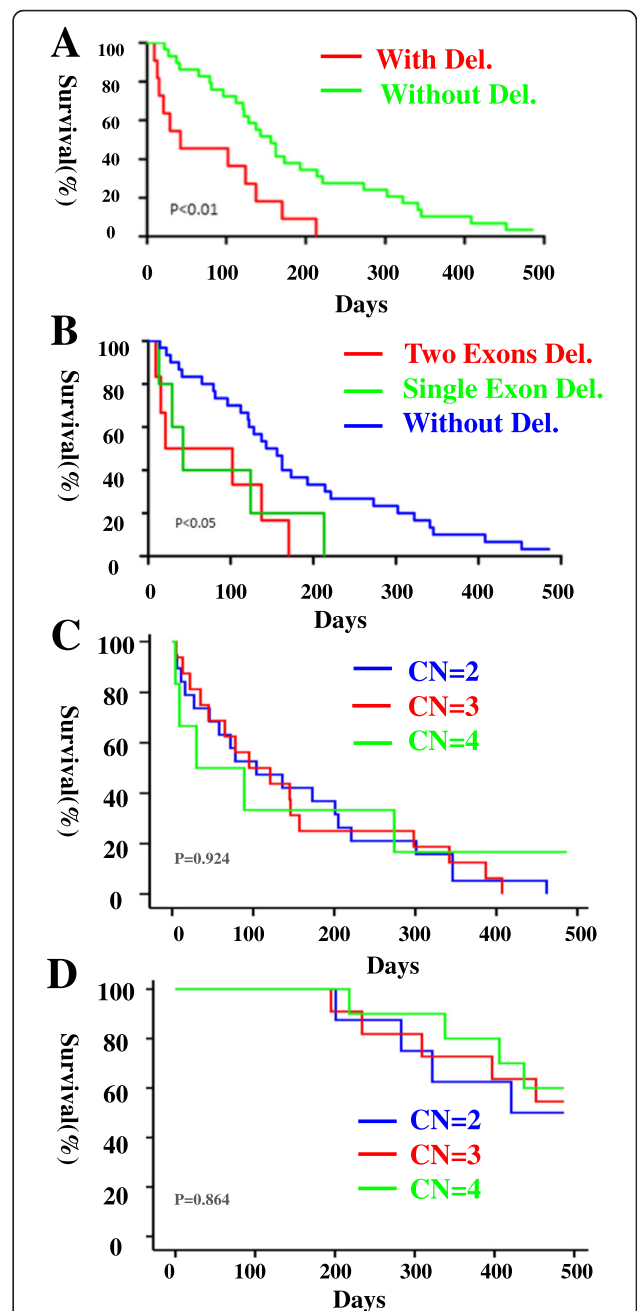 A
100
80
60
40
20
0
Survival(%)
With Del.
Without Del.
P<0.01
0 100 200 300 400 500
Days
B
100
80
60
40
20
0
Survival(%)
Two Exons Del.
Single Exon Del.
Without Del.
P<0.05
0 100 200 300 400 500
Days
C
100
80
60
40
20
0
Survival(%)
CN=2
CN=3
CN=4
P=0.924
0 100 200 300 400 500
Days
D
100
80
60
40
20
0
Survival(%)
CN=2
CN=3
CN=4
P=0.864
0 100 200 300 400 500
Days